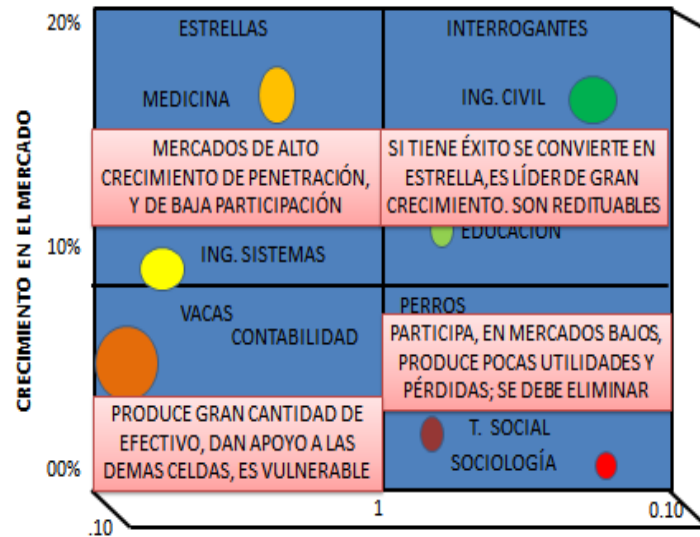 20%
ESTRELLAS
INTERROGANTES
MEDICINA
ING. CIVIL
MERCADOS DE ALTO
CRECIMIENTO DE PENETRACIÓN,
Y DE BAJA PARTICIPACIÓN
SI TIENE ÉXITO SE CONVIERTE EN
ESTRELLA,ES LÍDER DE GRAN
CRECIMIENTO. SON REDITUABLES
CRECIMIENTO EN EL MERCADO
10%
EDUCACIÓN
ING. SISTEMAS
VACAS
CONTABILIDAD
PERROS
PARTICIPA, EN MERCADOS BAJOS,
PRODUCE POCAS UTILIDADES Y
PÉRDIDAS; SE DEBE ELIMINAR
PRODUCE GRAN CANTIDAD DE
EFECTIVO, DAN APOYO A LAS
DEMAS CELDAS, ES VULNERABLE
T. SOCIAL
SOCIOLOGÍA
00%
.10
1
0.10